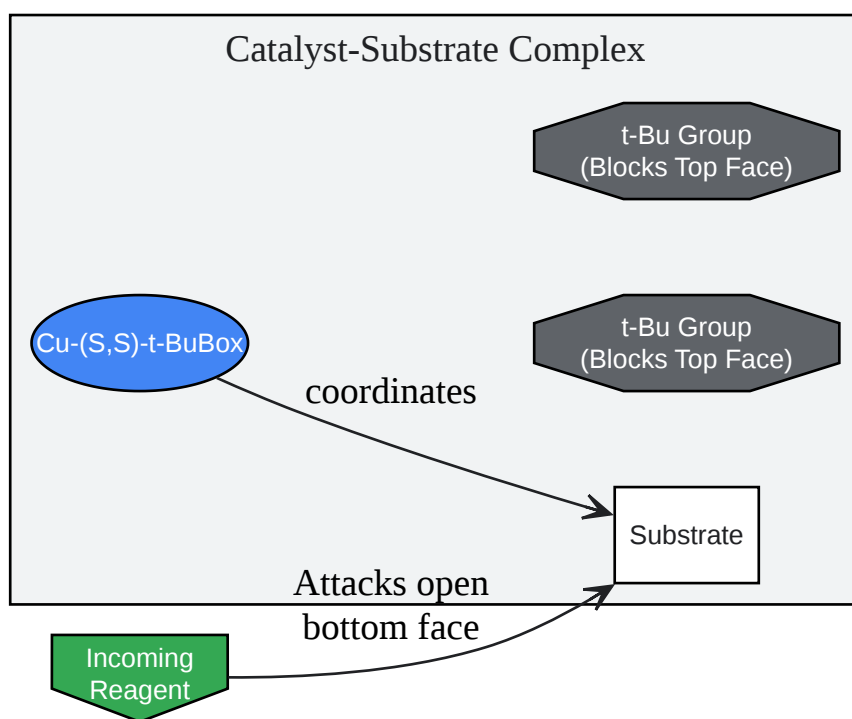 Catalyst-Substrate Complex
t-Bu Group
(Blocks Top Face)
Cu-(S,S)-t-BuBox
t-Bu Group
(Blocks Top Face)
coordinates
Substrate
Attacks open
bottom face
Incoming
Reagent